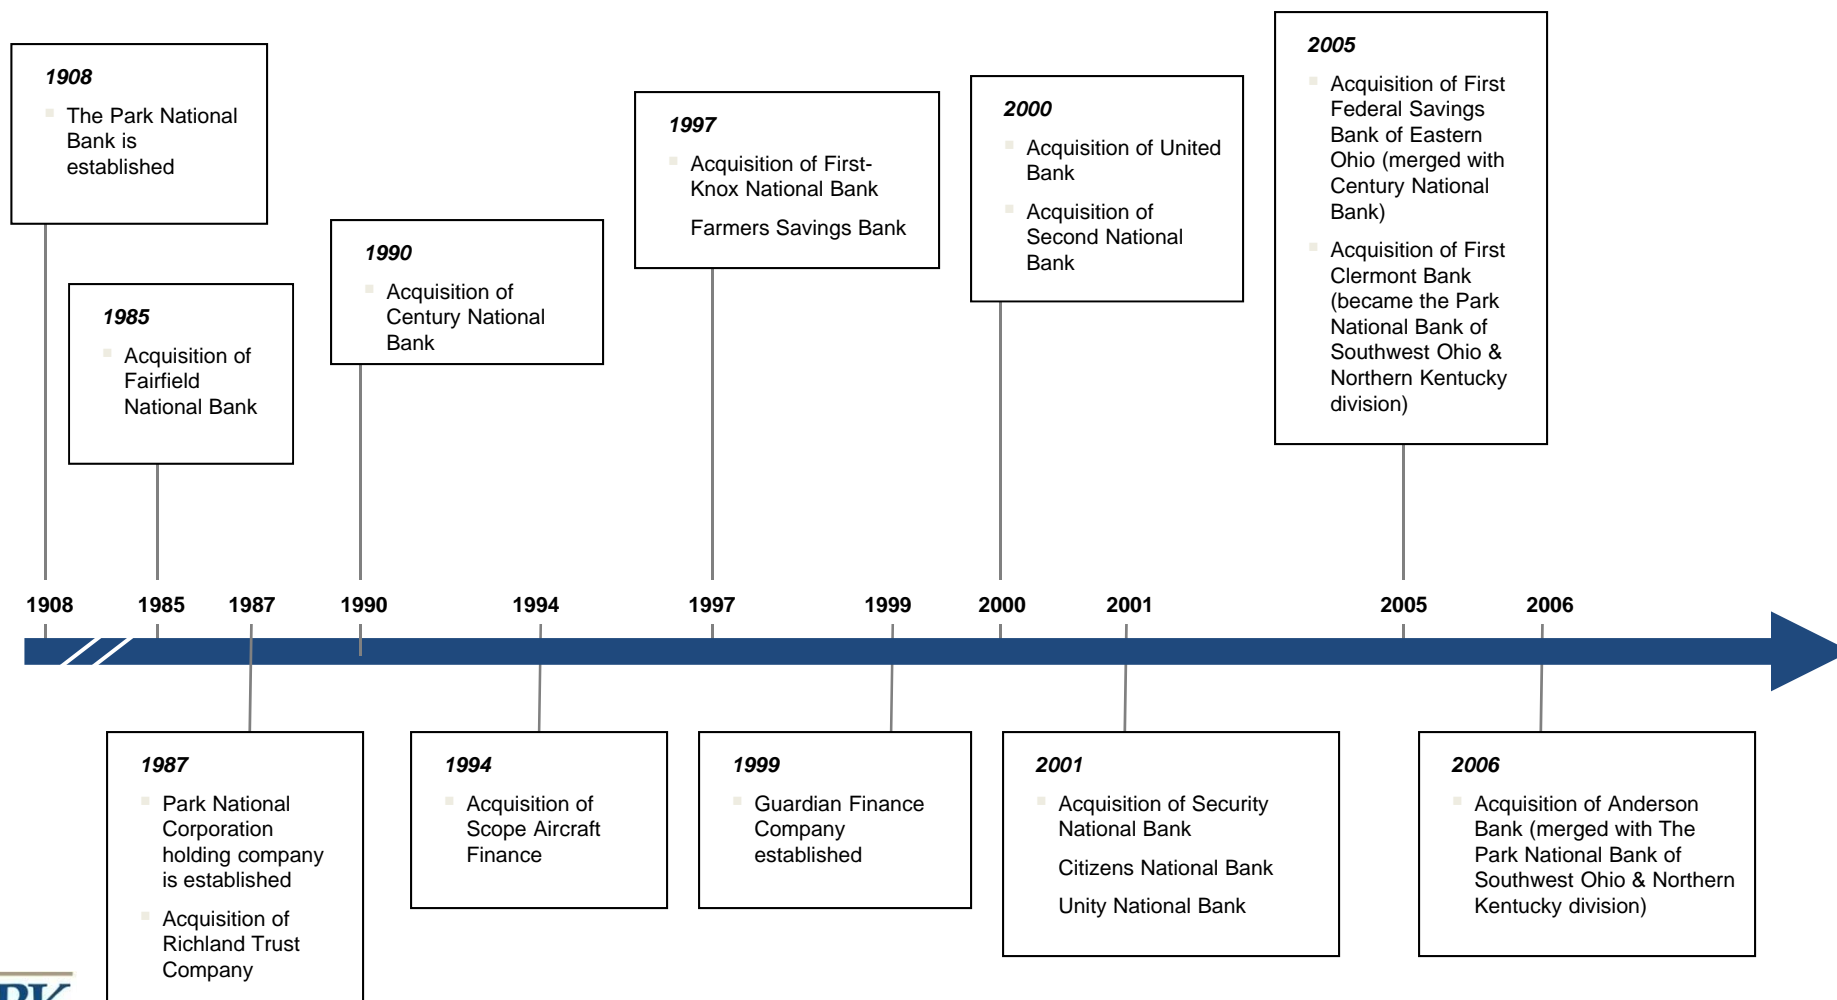 1908
The Park National
Bank is
established
1985
Acquisition of
Fairfield
National Bank
1990
Acquisition of
Century National
Bank
1997
Acquisition of First-
Knox National Bank
Farmers Savings Bank
2000
Acquisition of United
Bank
Acquisition of
Second National
Bank
2005
Acquisition of First
Federal Savings
Bank of Eastern
Ohio (merged with
Century National
Bank)
Acquisition of First
Clermont Bank
(became the Park
National Bank of
Southwest Ohio &
Northern Kentucky
division)
1908 1985 1987 1990 1994 1997 1999 2000 2001 2005 2006
1987
Park National
Corporation
holding company
is established
Acquisition of
Richland Trust
Company
1994
Acquisition of
Scope Aircraft
Finance
1999
Guardian Finance
Company
established
2001
Acquisition of Security
National Bank
Citizens National Bank
Unity National Bank
2006
Acquisition of Anderson
Bank (merged with The
Park National Bank of
Southwest Ohio & Northern
Kentucky division)